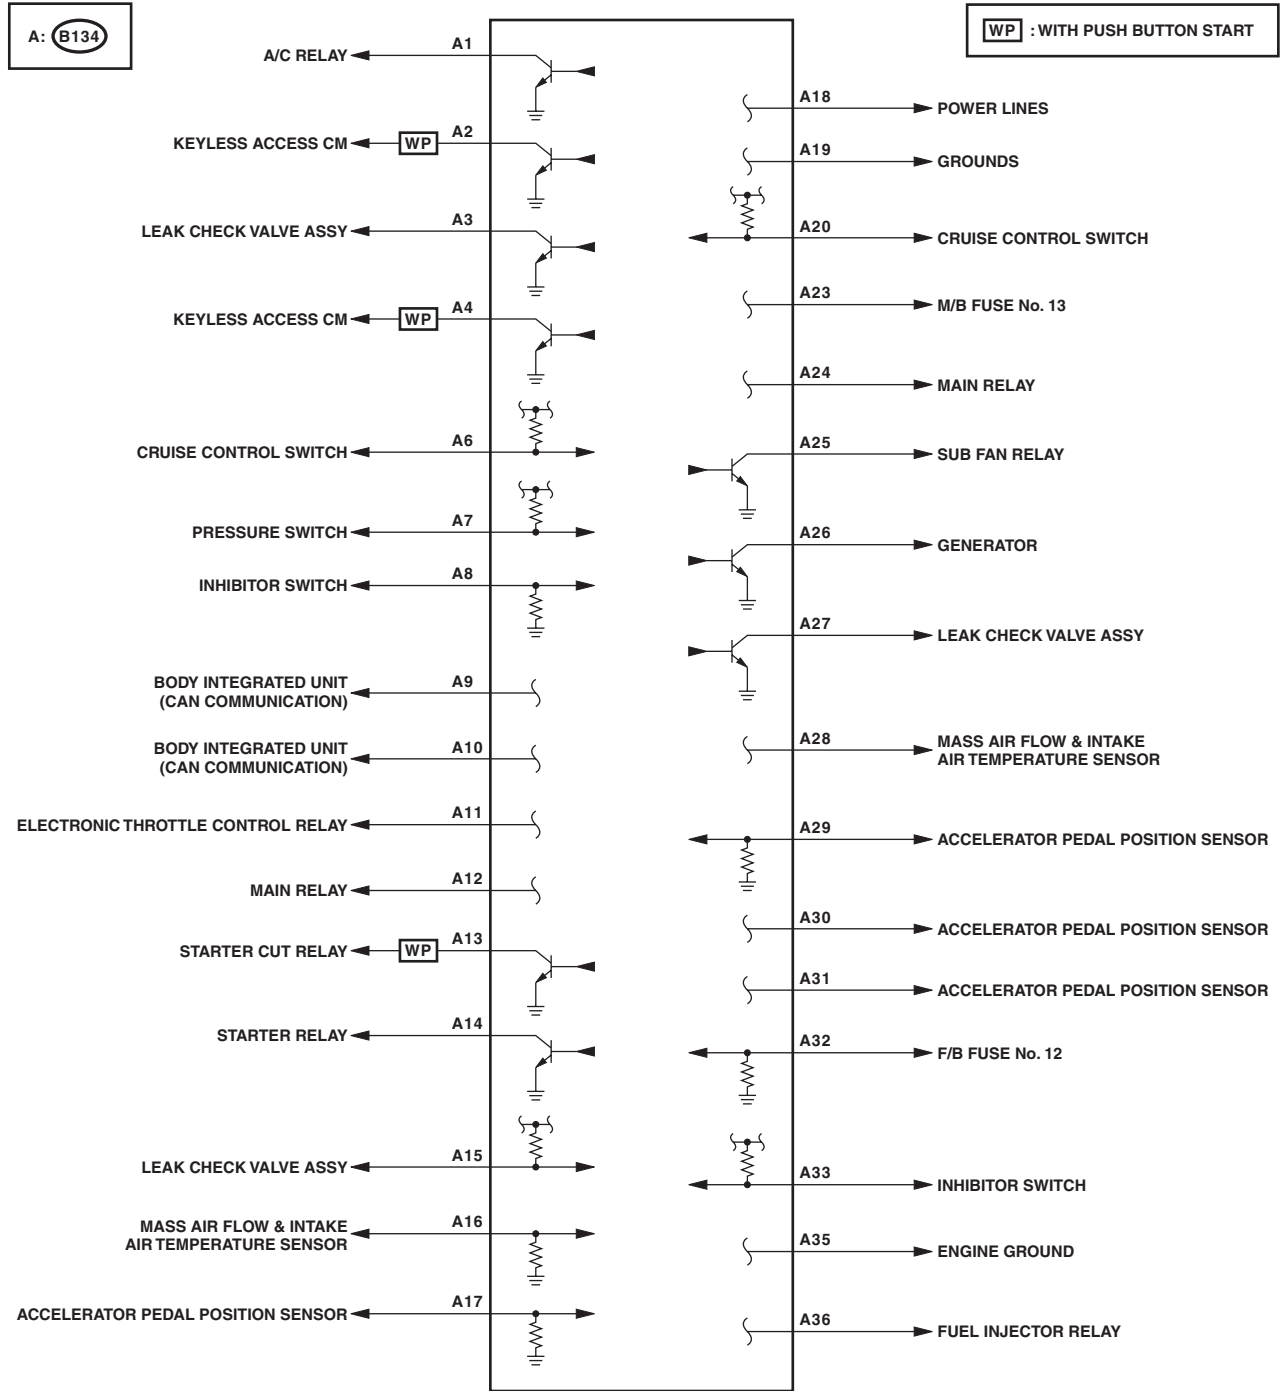 A: B134
WP : WITH PUSH BUTTON START
A/C RELAY A1
KEYLESS ACCESS CM WP A2
LEAK CHECK VALVE ASSY A3
KEYLESS ACCESS CM WP A4
CRUISE CONTROL SWITCH A6
PRESSURE SWITCH A7
INHIBITOR SWITCH A8
BODY INTEGRATED UNIT
(CAN COMMUNICATION) A9
BODY INTEGRATED UNIT
(CAN COMMUNICATION) A10
ELECTRONIC THROTTLE CONTROL RELAY A11
MAIN RELAY A12
STARTER CUT RELAY WP A13
STARTER RELAY A14
LEAK CHECK VALVE ASSY A15
MASS AIR FLOW & INTAKE
AIR TEMPERATURE SENSOR A16
ACCELERATOR PEDAL POSITION SENSOR A17
A18 POWER LINES
A19 GROUNDS
A20 CRUISE CONTROL SWITCH
A23 M/B FUSE No. 13
A24 MAIN RELAY
A25 SUB FAN RELAY
A26 GENERATOR
A27 LEAK CHECK VALVE ASSY
A28 MASS AIR FLOW & INTAKE
AIR TEMPERATURE SENSOR
A29 ACCELERATOR PEDAL POSITION SENSOR
A30 ACCELERATOR PEDAL POSITION SENSOR
A31 ACCELERATOR PEDAL POSITION SENSOR
A32 F/B FUSE No. 12
A33 INHIBITOR SWITCH
A35 ENGINE GROUND
A36 FUEL INJECTOR RELAY